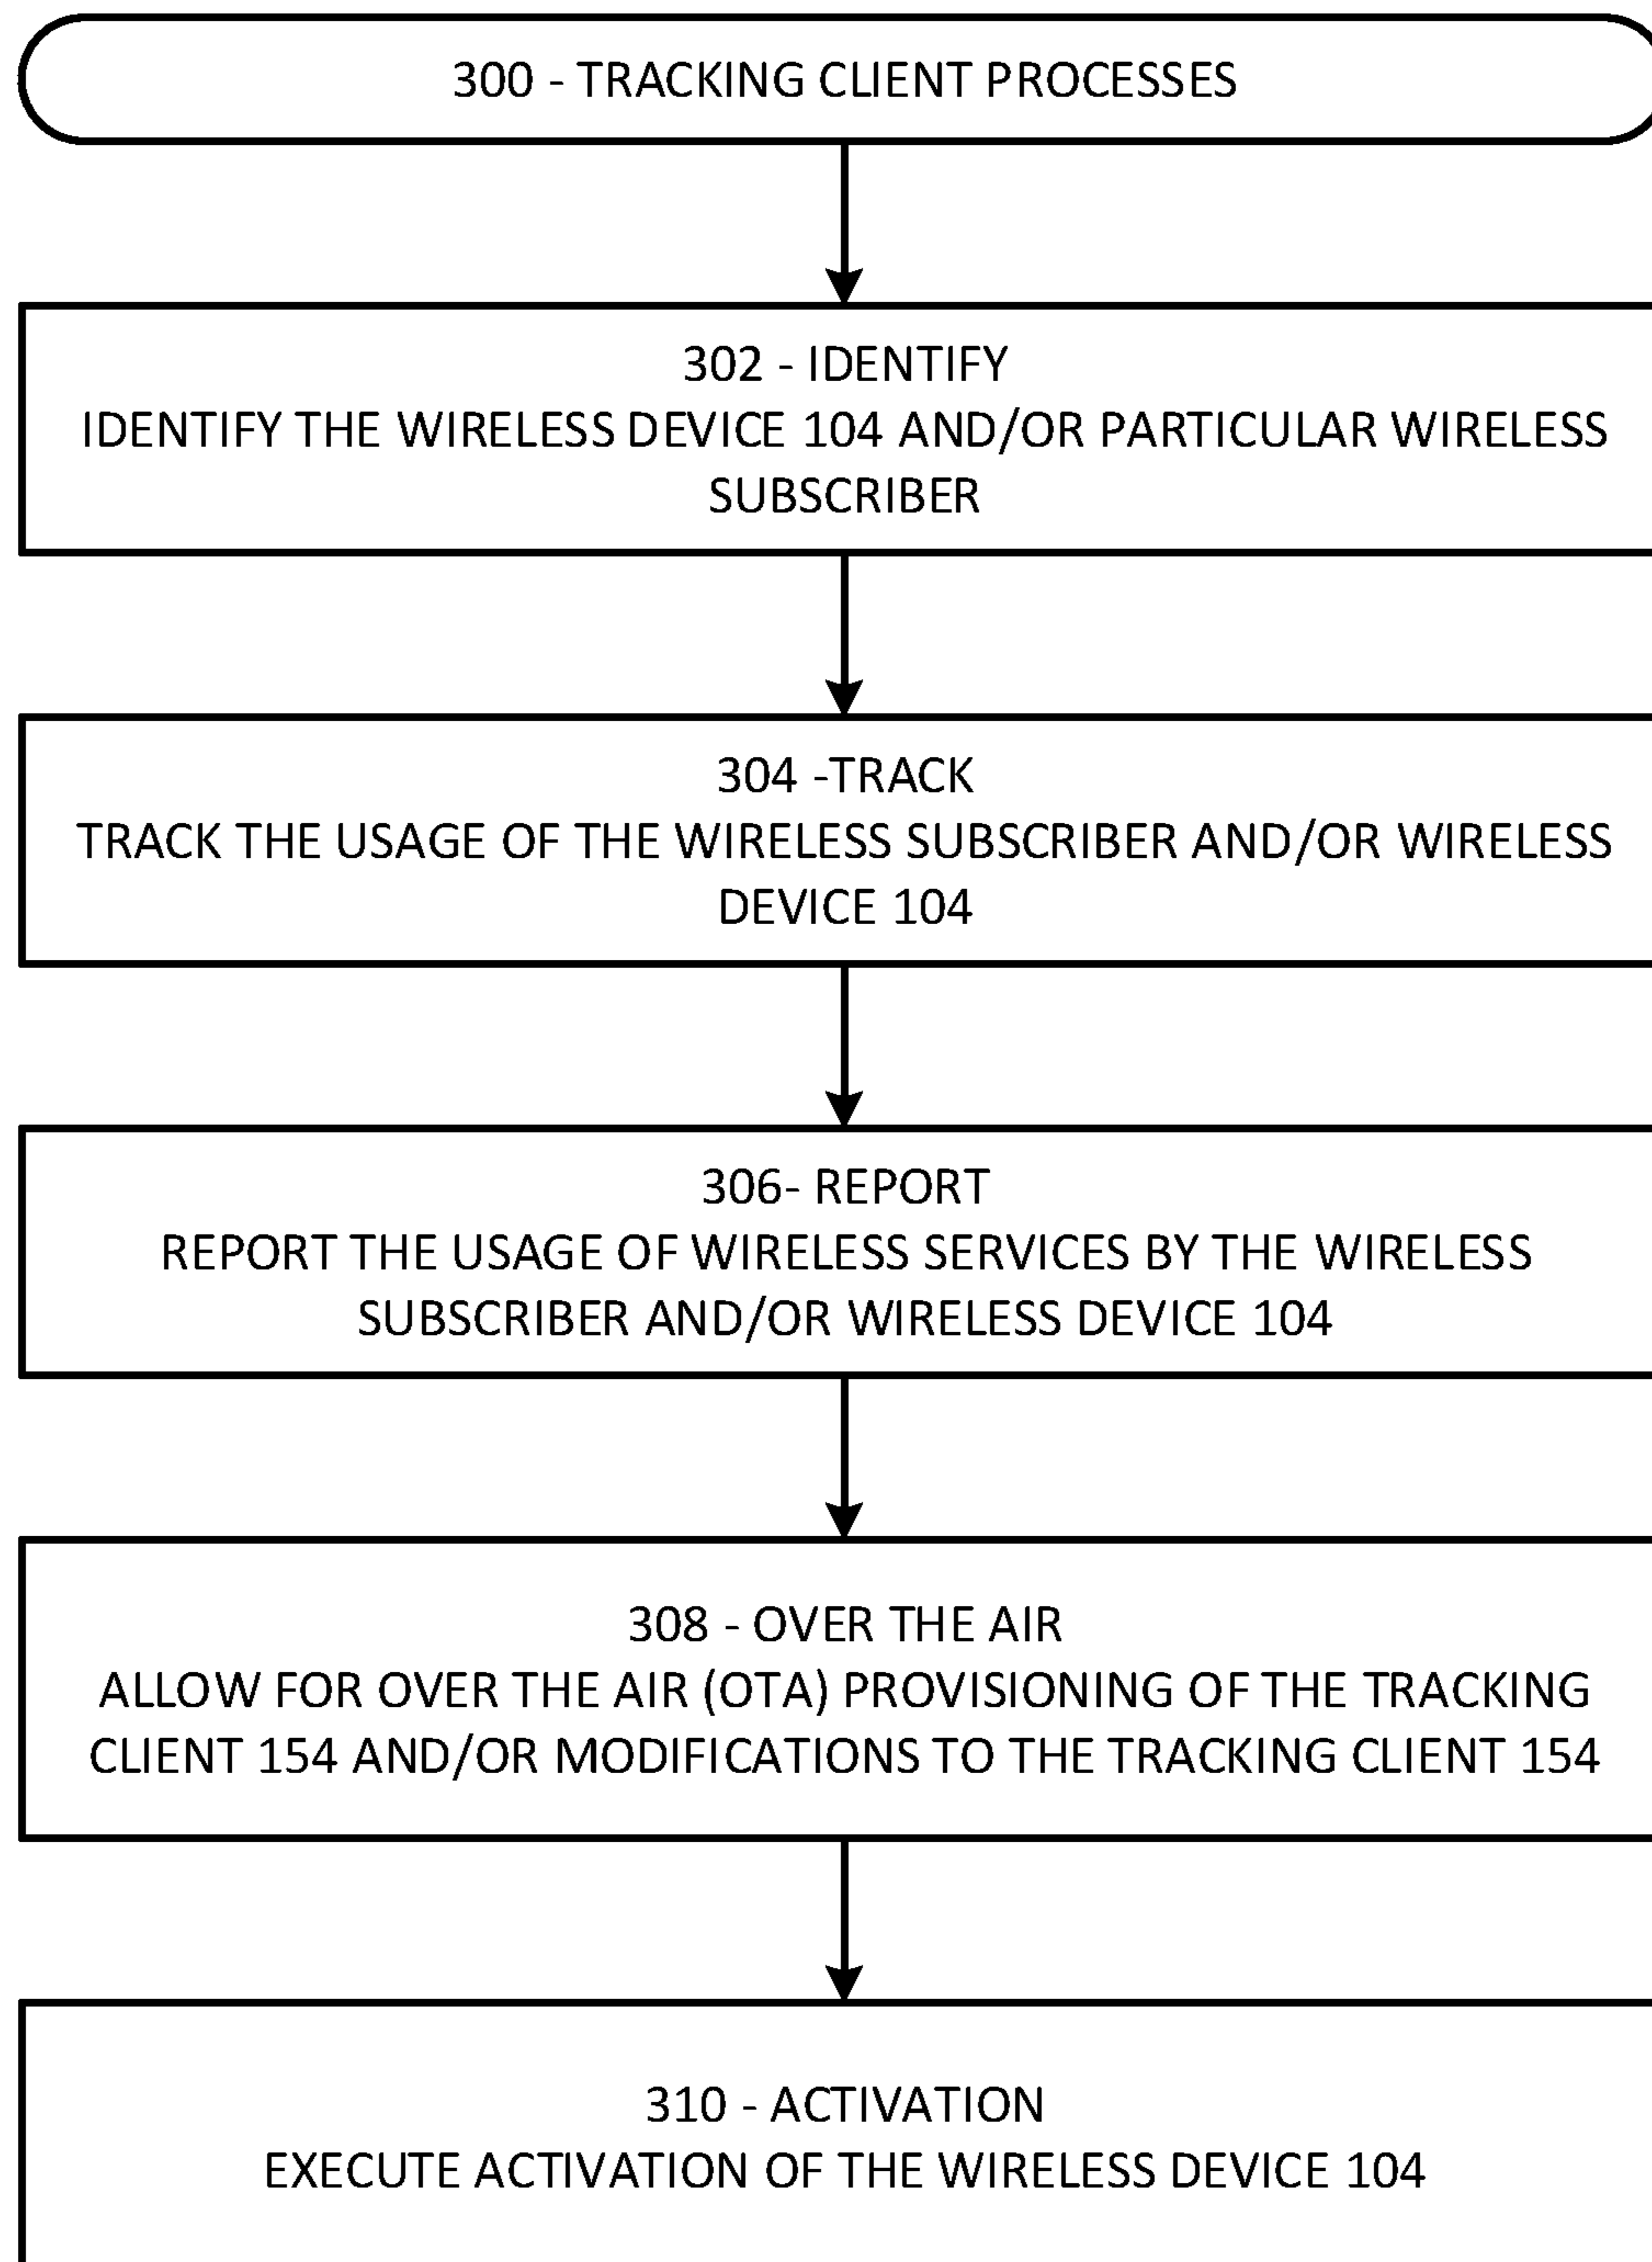 300 - TRACKING CLIENT PROCESSES
302 - IDENTIFY
IDENTIFY THE WIRELESS DEVICE 104 AND/OR PARTICULAR WIRELESS
SUBSCRIBER
304 -TRACK
TRACK THE USAGE OF THE WIRELESS SUBSCRIBER AND/OR WIRELESS
DEVICE 104
306- REPORT
REPORT THE USAGE OF WIRELESS SERVICES BY THE WIRELESS
SUBSCRIBER AND/OR WIRELESS DEVICE 104
308 - OVER THE AIR
ALLOW FOR OVER THE AIR (OTA) PROVISIONING OF THE TRACKING
CLIENT 154 AND/OR MODIFICATIONS TO THE TRACKING CLIENT 154
310 - ACTIVATION
EXECUTE ACTIVATION OF THE WIRELESS DEVICE 104